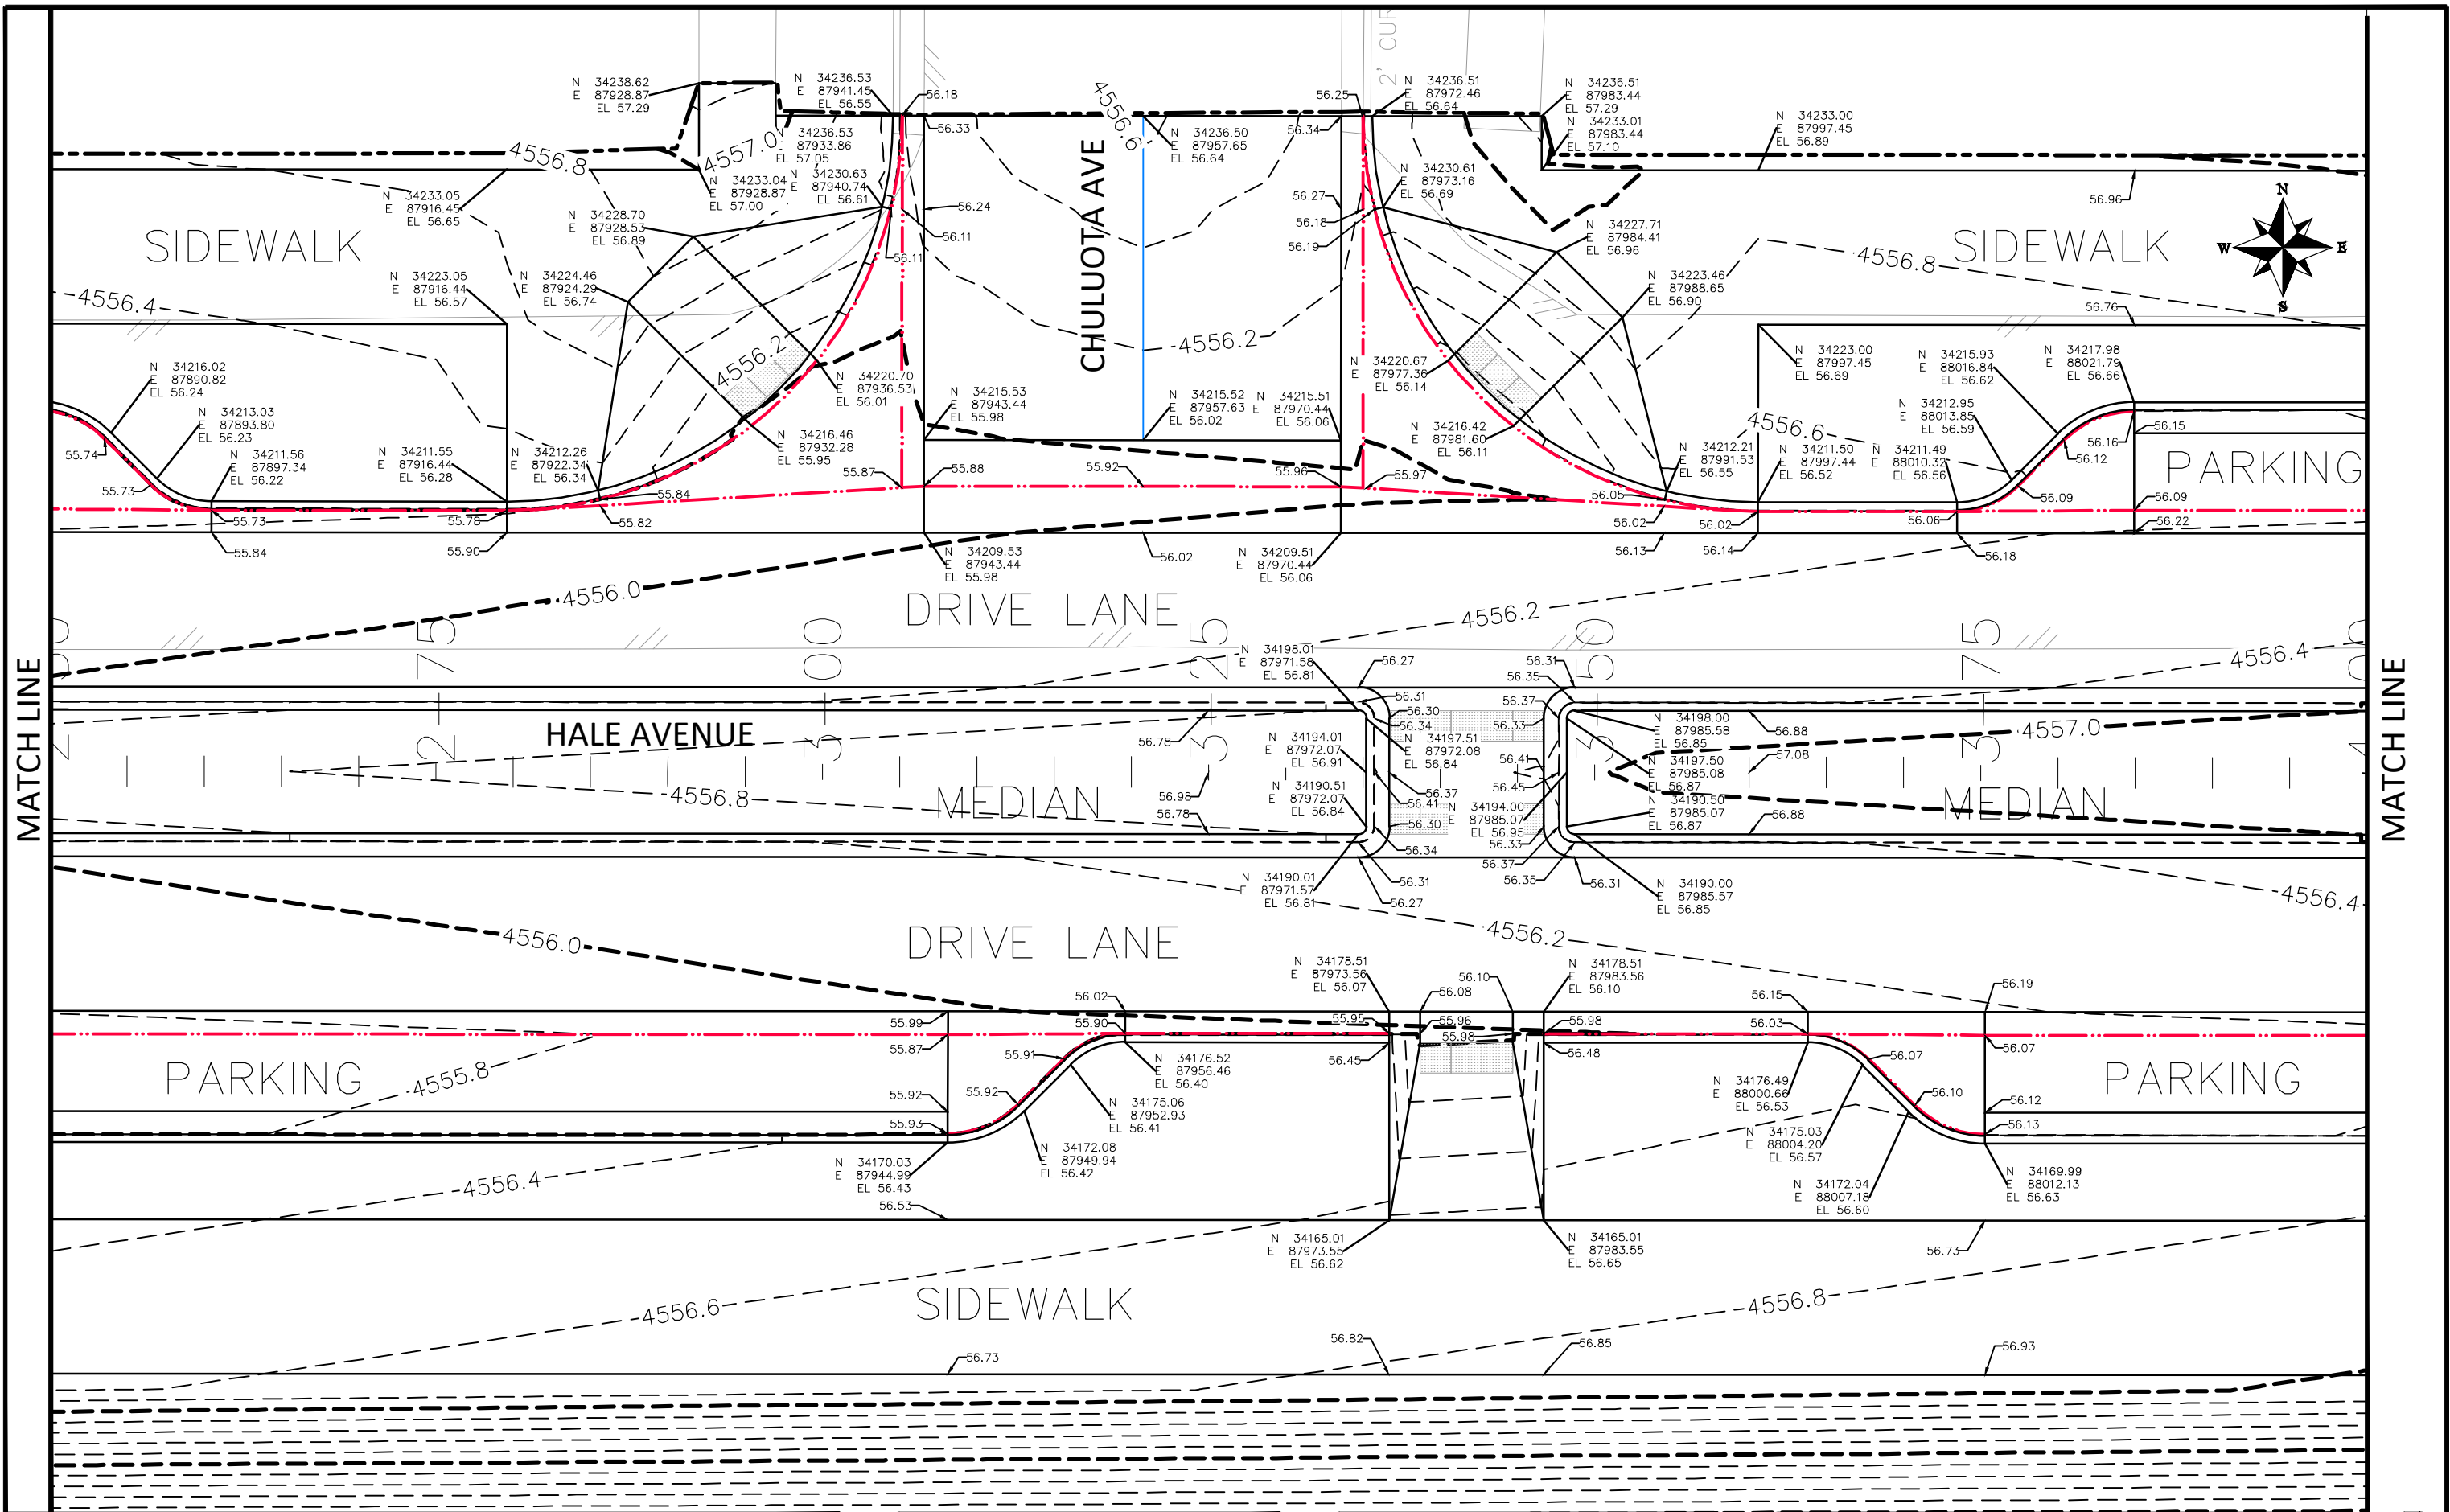 2' CUR
N 34238.62
E 87928.87
EL 57.29
N 34236.53
E 87941.45
EL 56.55
56.18
56.33
4556.6
56.25
N 34236.51
E 87972.46
EL 56.64
56.34
N 34236.51
E 87983.44
EL 57.29
N 34233.01
E 87983.44
EL 57.10
N 34233.00
E 87997.45
EL 56.89
4556.8
4557.0
N 34236.53
E 87933.86
EL 57.05
N 34236.50
E 87957.65
EL 56.64
N 34233.05
E 87916.45
EL 56.65
N 34233.04
E 87928.87
EL 57.00
N 34230.63
E 87940.74
EL 56.61
56.24
56.11
56.11
CHULUOTA AVE
56.27
56.18
56.19
N 34230.61
E 87973.16
EL 56.69
56.96
N
W
E
S
SIDEWALK
N 34228.70
E 87928.53
EL 56.89
N 34227.71
E 87984.41
EL 56.96
SIDEWALK
4556.8
4556.4
N 34223.05
E 87916.44
EL 56.57
N 34224.46
E 87924.29
EL 56.74
N 34223.46
E 87988.65
EL 56.90
56.76
4556.2
4556.2
N 34216.02
E 87890.82
EL 56.24
N 34220.70
E 87936.53
EL 56.01
N 34220.67
E 87977.36
EL 56.14
N 34223.00
E 87997.45
EL 56.69
N 34215.93
E 88016.84
EL 56.62
N 34217.98
E 88021.79
EL 56.66
N 34213.03
E 87893.80
EL 56.23
N 34215.53
E 87943.44
EL 55.98
N 34215.52
E 87957.63
EL 56.02
N 34215.51
E 87970.44
EL 56.06
N 34212.95
E 88013.85
EL 56.59
4556.6
56.16
56.15
55.74
N 34211.56
E 87897.34
EL 56.22
N 34211.55
E 87916.44
EL 56.28
N 34212.26
E 87922.34
EL 56.34
N 34216.46
E 87932.28
EL 55.95
N 34216.42
E 87981.60
EL 56.11
N 34212.21
E 87991.53
EL 56.55
N 34211.50
E 87997.44
EL 56.52
N 34211.49
E 88010.32
EL 56.56
56.12
PARKING
55.73
55.87
55.88
55.92
55.96
55.97
56.09
56.09
55.84
55.73
55.78
55.82
56.05
56.02
56.02
56.06
56.22
55.84
55.90
N 34209.53
E 87943.44
EL 55.98
56.02
N 34209.51
E 87970.44
EL 56.06
56.13
56.14
56.18
4556.0
DRIVE LANE
4556.2
4556.4
75
00
25
50
75
MATCH LINE
N 34198.01
E 87971.58
EL 56.81
56.27
56.31
56.35
56.37
56.31
56.30
56.34
56.33
HALE AVENUE
56.78
N 34194.01
E 87972.07
EL 56.91
N 34197.51
E 87972.08
EL 56.84
56.41
56.45
N 34198.00
E 87985.58
EL 56.85
56.88
4557.0
MATCH LINE
N 34197.50
E 87985.08
EL 56.87
57.08
2
3
3
3
3
4556.8
MEDIAN
56.98
56.78
N 34190.51
E 87972.07
EL 56.84
56.37
56.41
56.30
N 34194.00
E 87985.07
EL 56.95
56.33
N 34190.50
E 87985.07
EL 56.87
56.88
MEDIAN
56.34
56.37
56.35
56.31
N 34190.01
E 87971.57
EL 56.81
56.31
56.27
N 34190.00
E 87985.57
EL 56.85
4556.4
4556.0
DRIVE LANE
4556.2
N 34178.51
E 87973.56
EL 56.07
56.10
56.08
N 34178.51
E 87983.56
EL 56.10
56.02
56.15
56.19
55.99
55.90
55.95
55.96
55.98
55.98
56.03
55.87
56.45
56.48
56.07
PARKING
4555.8
55.91
N 34176.52
E 87956.46
EL 56.40
56.07
PARKING
55.92
55.92
N 34175.06
E 87952.93
EL 56.41
N 34176.49
E 88000.66
EL 56.53
56.10
56.12
55.93
56.13
N 34172.08
E 87949.94
EL 56.42
N 34175.03
E 88004.20
EL 56.57
N 34170.03
E 87944.99
EL 56.43
N 34172.04
E 88007.18
EL 56.60
N 34169.99
E 88012.13
EL 56.63
4556.4
56.53
N 34165.01
E 87973.55
EL 56.62
N 34165.01
E 87983.55
EL 56.65
56.73
4556.6
SIDEWALK
4556.8
56.73
56.82
56.85
56.93